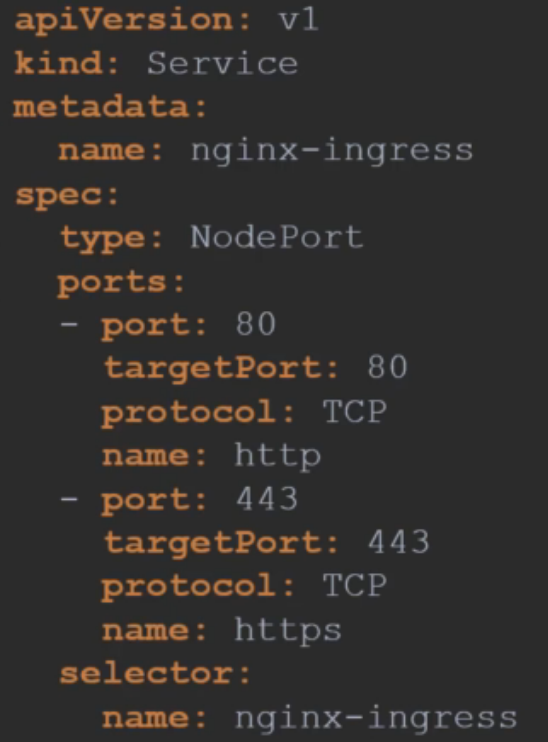 apiVersion: v1
kind: Service
metadata:
  name: nginx-ingress
spec:
  type: NodePort
  ports:
  - port: 80
    targetPort: 80
    protocol: TCP
    name: http
  - port: 443
    targetPort: 443
    protocol: TCP
    name: https
  selector:
    name: nginx-ingress